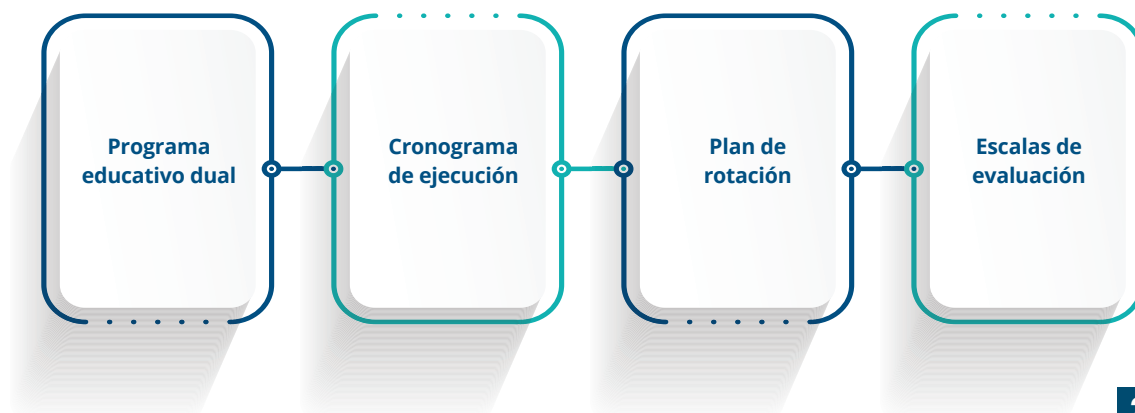 Programa
educativo dual
Cronograma
de ejecución
Plan de
rotación
Escalas de
evaluación